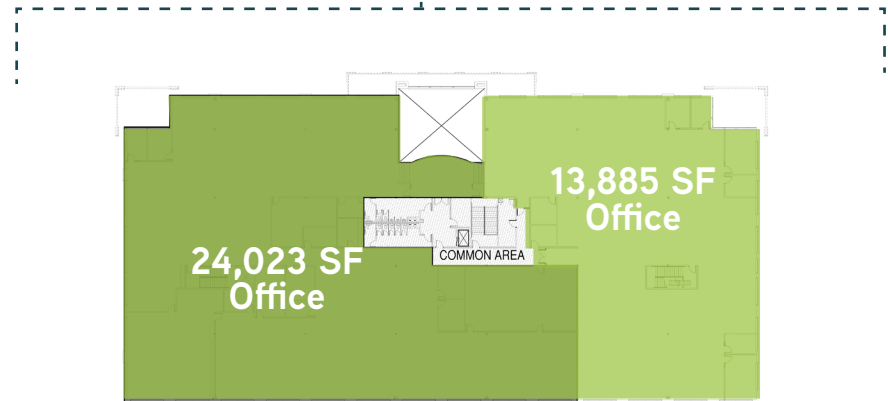 13,885 SF
Office
24,023 SF
Office
COMMON AREA